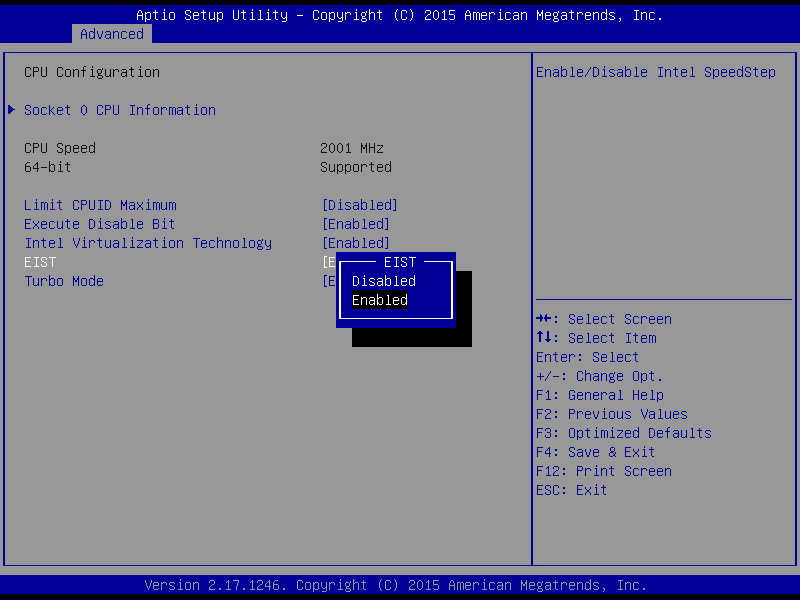 Aptio Setup Utility – Copyright (C) 2015 American Megatrends, Inc.
Advanced
CPU Configuration
Socket 0 CPU Information
CPU Speed 2001 MHz
64-bit Supported
Limit CPUID Maximum [Disabled]
Execute Disable Bit [Enabled]
Intel Virtualization Technology [Enabled]
EIST [E
Turbo Mode [E
EIST
Disabled
Enabled
Enable/Disable Intel SpeedStep
→←: Select Screen
↑↓: Select Item
Enter: Select
+/-: Change Opt.
F1: General Help
F2: Previous Values
F3: Optimized Defaults
F4: Save & Exit
F12: Print Screen
ESC: Exit
Version 2.17.1246. Copyright (C) 2015 American Megatrends, Inc.